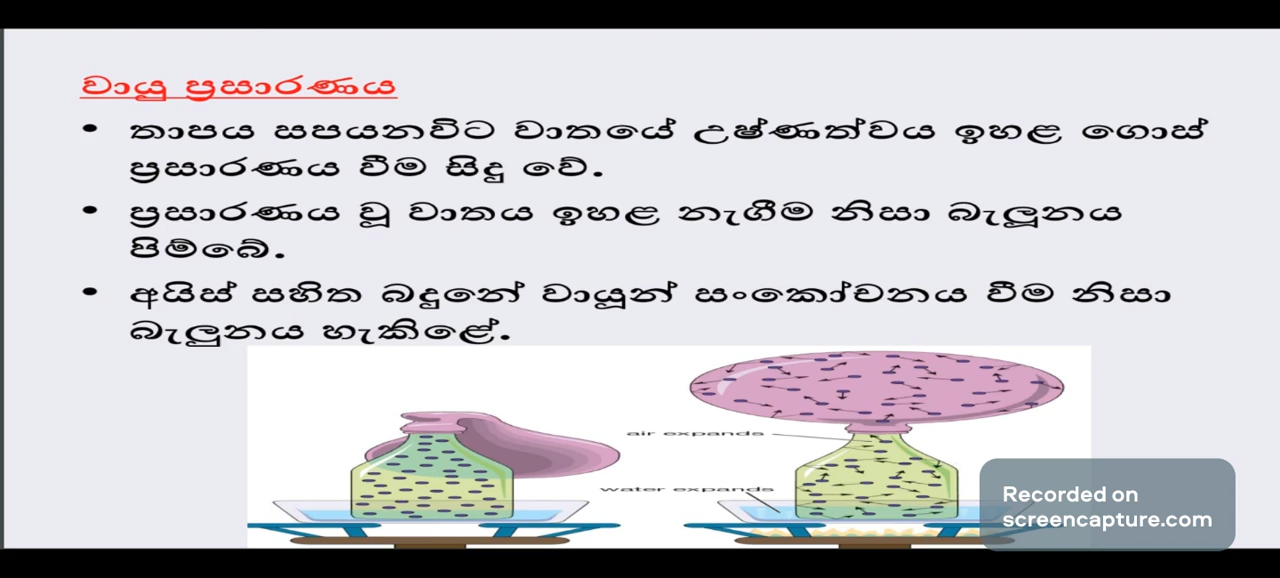 වායු ප්‍රසාරණය
• තාපය සපයනවිට වාතයේ උෂ්ණත්වය ඉහළ ගොස්
ප්‍රසාරණය වීම සිදු වේ.
• ප්‍රසාරණය වූ වාතය ඉහළ නැගීම නිසා බැලූනය
පිම්බේ.
• අයිස් සහිත බදුනේ වායූන් සංකෝචනය වීම නිසා
බැලුනය හැකිළේ.
air expands
water expands
Recorded on
screencapture.com